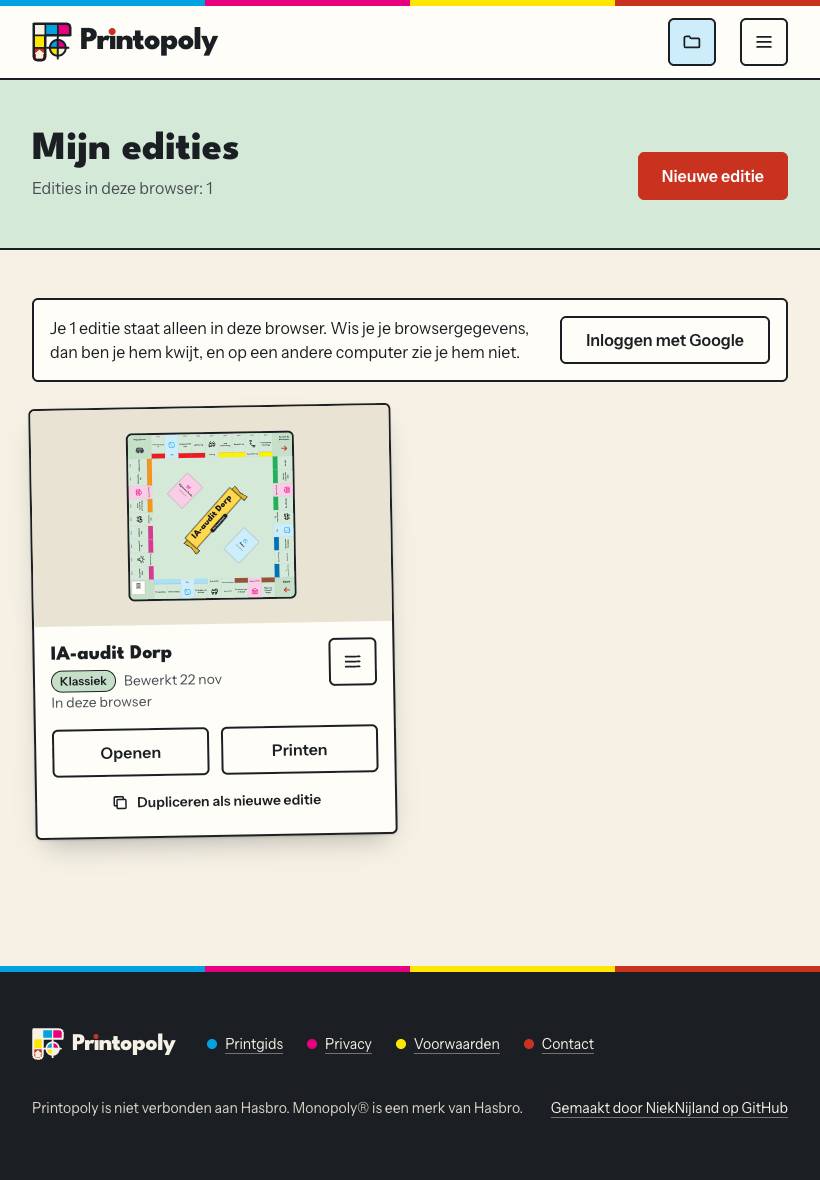 Printopoly
Mijn edities
Edities in deze browser: 1
Nieuwe editie
Je 1 editie staat alleen in deze browser. Wis je je browsergegevens,
dan ben je hem kwijt, en op een andere computer zie je hem niet.
Inloggen met Google
IA-audit Dorp
IA-audit Dorp
Klassiek
Bewerkt 22 nov
In deze browser
Openen
Printen
Dupliceren als nieuwe editie
Printopoly
Printgids
Privacy
Voorwaarden
Contact
Printopoly is niet verbonden aan Hasbro. Monopoly® is een merk van Hasbro.
Gemaakt door NiekNijland op GitHub